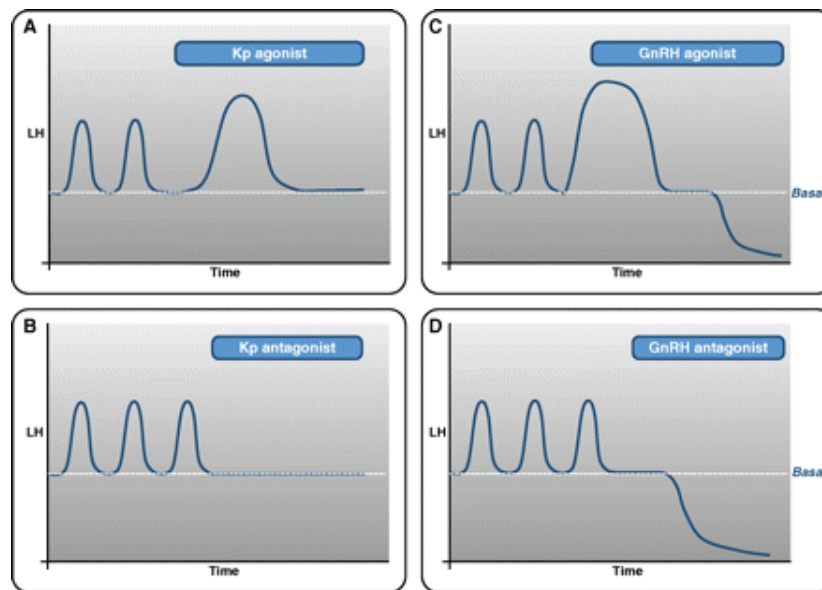 A
Kp agonist
LH
Time
C
GnRH agonist
LH
Basa
Time
B
Kp antagonist
LH
Time
D
GnRH antagonist
LH
Basa
Time